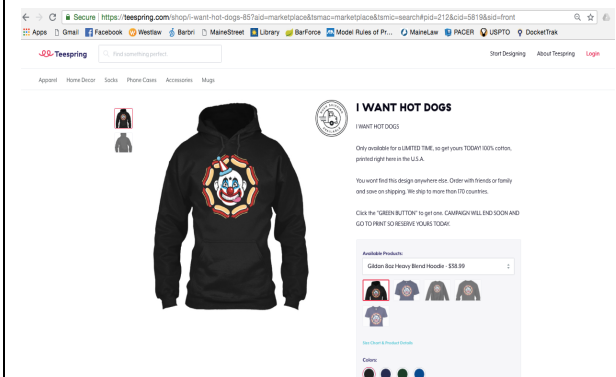 Secure https://teespring.com/shop/i-want-hot-dogs-85?aid=marketplace&tsmac=marketplace&tsmic=search#pid=212&cid=5819&sid=front
Apps Gmail Facebook Westlaw Barbri MaineStreet Library BarForce Model Rules of Pr... MaineLaw PACER USPTO DocketTrak
Teespring Find something perfect. Start Designing About Teespring Login
Apparel Home Decor Socks Phone Cases Accessories Mugs
I WANT HOT DOGS
I WANT HOT DOGS
Only available for a LIMITED TIME, so get yours TODAY! 100% cotton,
printed right here in the U.S.A.
You wont find this design anywhere else. Order with friends or family
and save on shipping. We ship to more than 170 countries.
Click the "GREEN BUTTON" to get one. CAMPAIGN WILL END SOON AND
GO TO PRINT SO RESERVE YOURS TODAY.
Available Products:
Gildan 8oz Heavy Blend Hoodie - $38.99
Size Chart & Product Details
Colors: